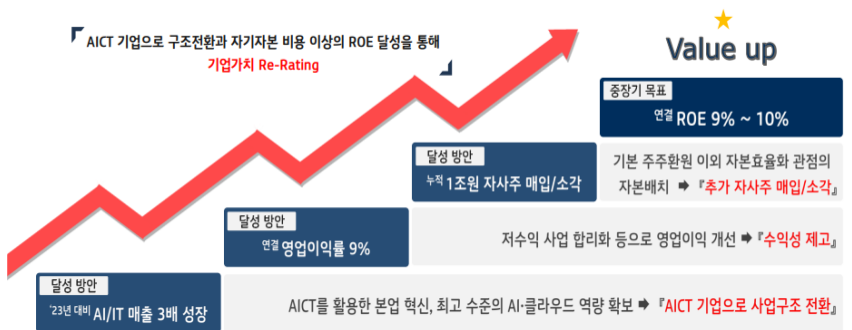 『AICT 기업으로 구조전환과 자기자본 비용 이상의 ROE 달성을 통해
기업가치 Re-Rating』
Value up
중장기 목표
연결 ROE 9% ~ 10%
달성 방안
누적 1조원 자사주 매입/소각
기본 주주환원 이외 자본효율화 관점의
자본배치 ➡ 『추가 자사주 매입/소각』
달성 방안
연결 영업이익률 9%
저수익 사업 합리화 등으로 영업이익 개선 ➡ 『수익성 제고』
달성 방안
'23년 대비 AI/IT 매출 3배 성장
AICT를 활용한 본업 혁신, 최고 수준의 AI·클라우드 역량 확보 ➡ 『AICT 기업으로 사업구조 전환』